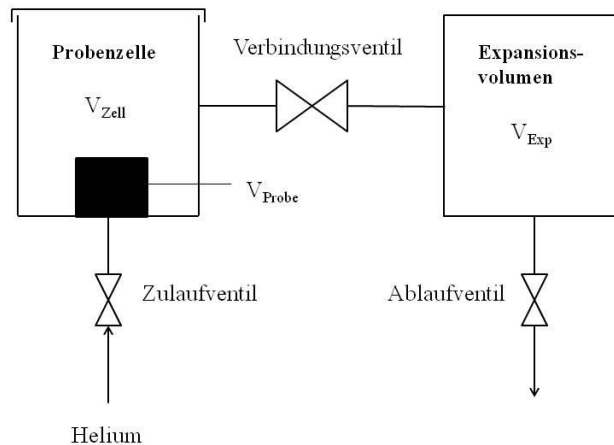 Verbindungsventil
Probenzelle
V_Zell
Expansions-
volumen
V_Exp
V_Probe
Zulaufventil
Ablaufventil
Helium